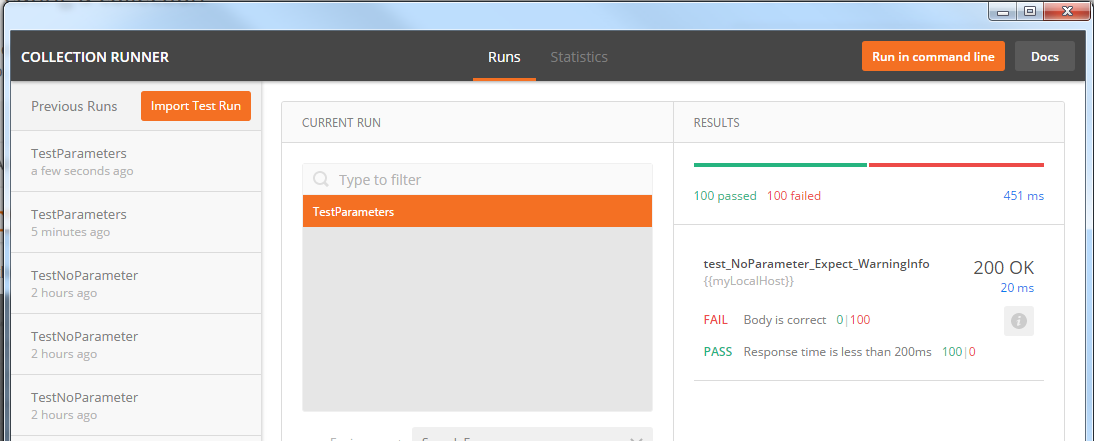 COLLECTION RUNNER
Runs Statistics
Run in command line Docs
Previous Runs Import Test Run
TestParameters
a few seconds ago
TestParameters
5 minutes ago
TestNoParameter
2 hours ago
TestNoParameter
2 hours ago
TestNoParameter
2 hours ago
CURRENT RUN
Type to filter
TestParameters
RESULTS
100 passed 100 failed 451 ms
test_NoParameter_Expect_WarningInfo 200 OK
{{myLocalHost}} 20 ms
FAIL Body is correct 0|100
PASS Response time is less than 200ms 100|0